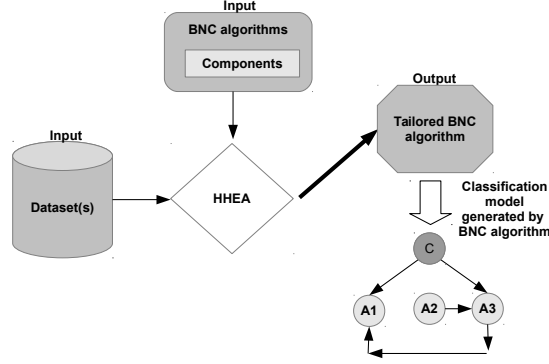 Input
BNC algorithms
Components
Input
Dataset(s)
HHEA
Output
Tailored BNC
algorithm
Classification
model
generated by
BNC algorithm
C
A1
A2
A3